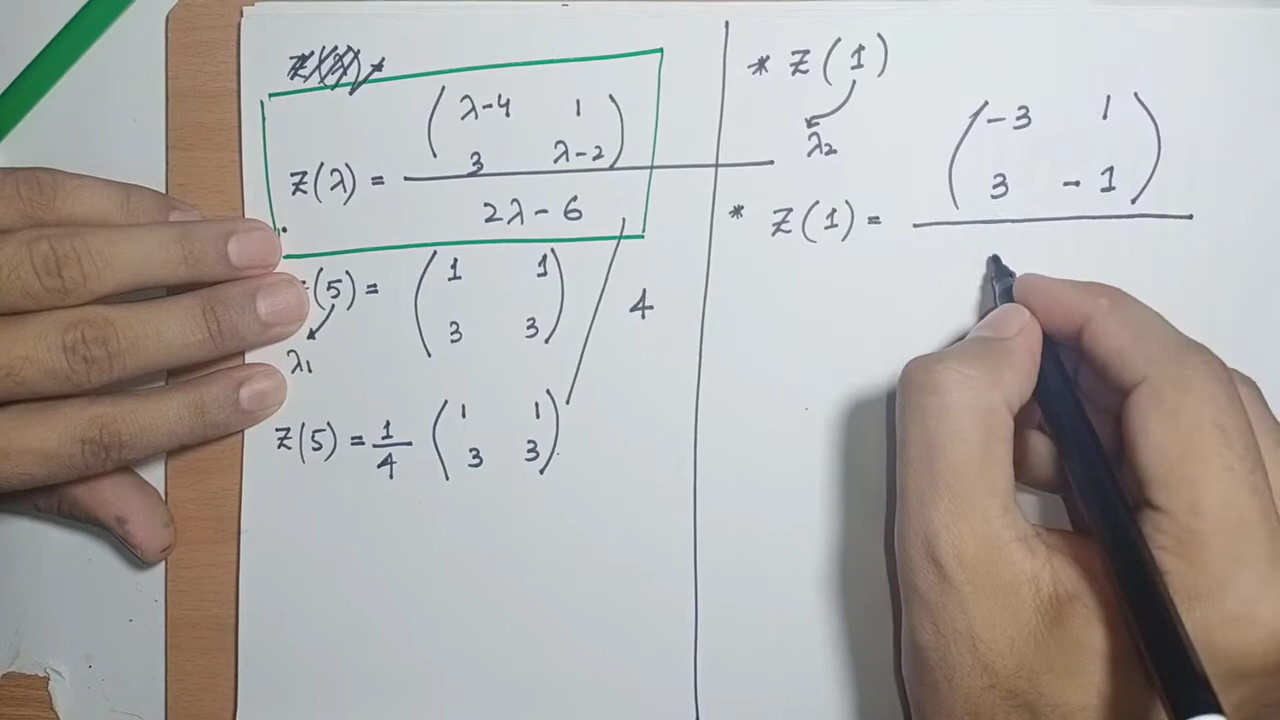 λ-4 1
3 λ-2
Z(λ) =
2λ-6
(5) = 1 1
3 3
4
λ₁
Z(5) = 1/4 ( 1 1
3 3 )
* Z(1)
λ₂
-3 1
3 -1
* Z(1) =